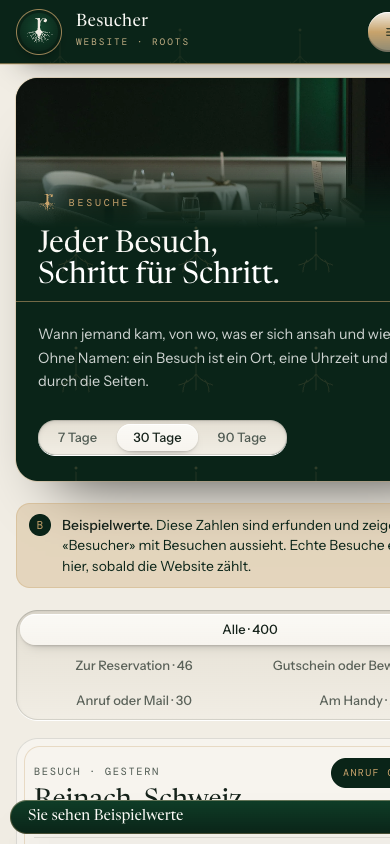 r
Besucher
WEBSITE · ROOTS
BESUCHE
Jeder Besuch,
Schritt für Schritt.
Wann jemand kam, von wo, was er sich ansah und wie
Ohne Namen: ein Besuch ist ein Ort, eine Uhrzeit und
durch die Seiten.
7 Tage 30 Tage 90 Tage
B Beispielwerte. Diese Zahlen sind erfunden und zeig
«Besucher» mit Besuchen aussieht. Echte Besuche
hier, sobald die Website zählt.
Alle · 400
Zur Reservation · 46 Gutschein oder Bew
Anruf oder Mail · 30 Am Handy ·
BESUCH · GESTERN ANRUF
Reinach, Schweiz
Sie sehen Beispielwerte